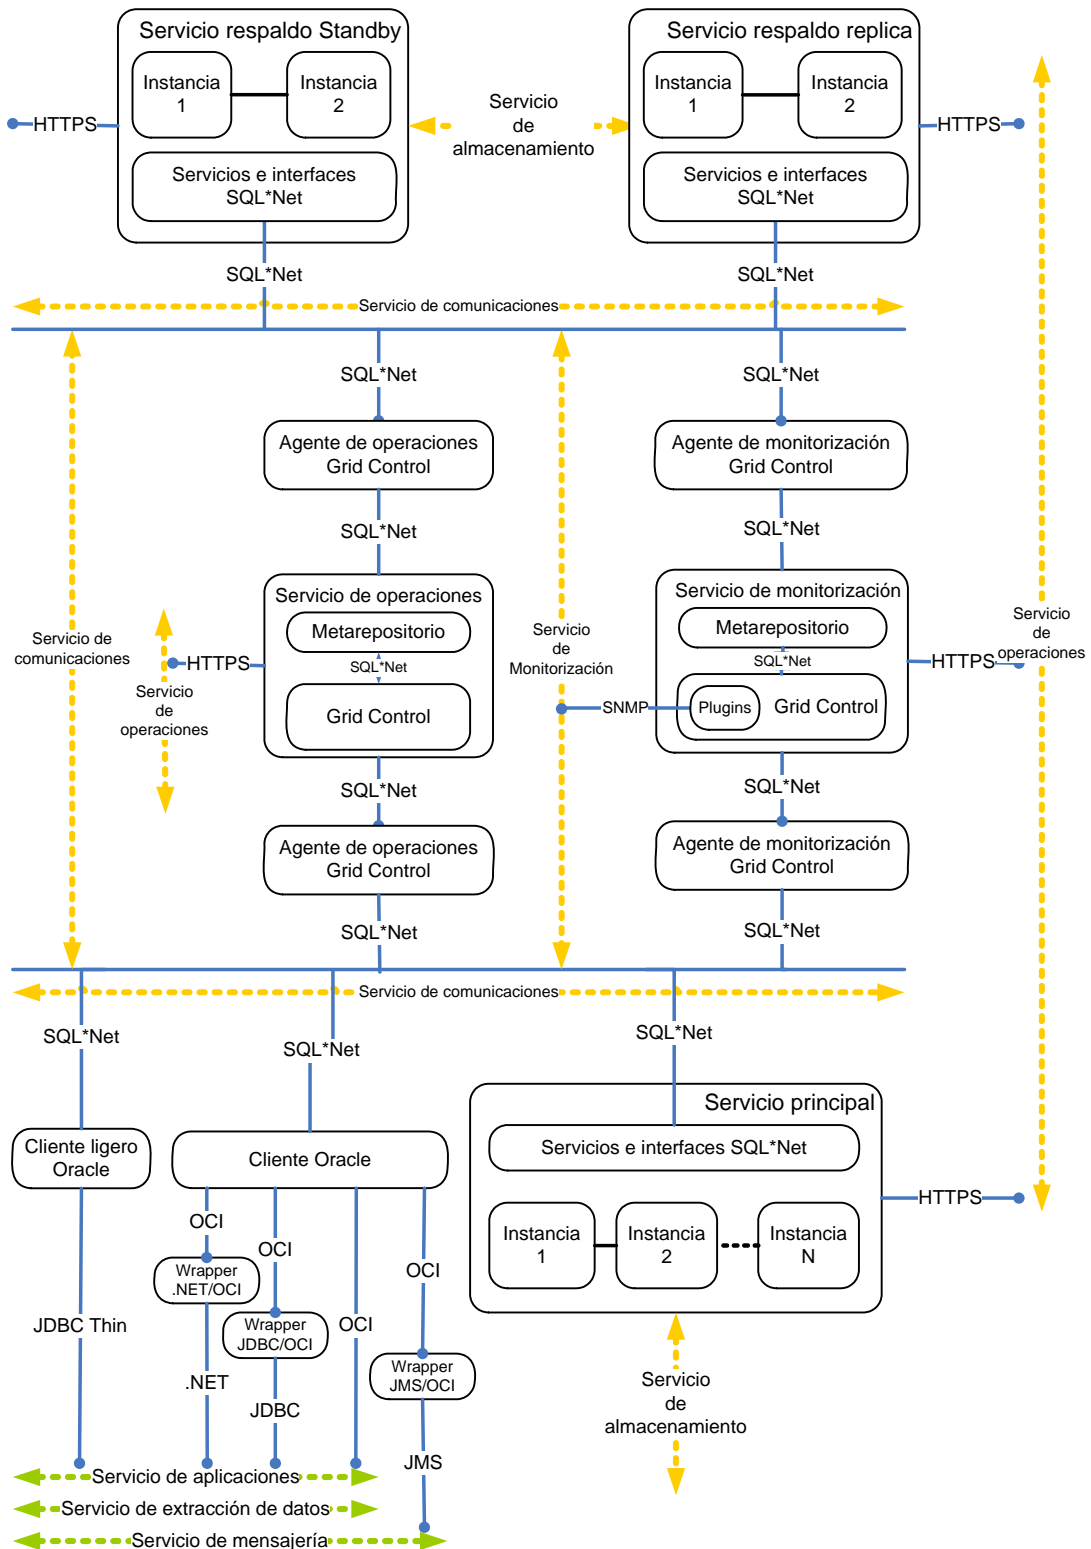 Servicio respaldo Standby
Instancia
1
Instancia
2
Servicios e interfaces
SQL*Net
HTTPS
Servicio
de
almacenamiento
Servicio respaldo replica
Instancia
1
Instancia
2
Servicios e interfaces
SQL*Net
HTTPS
SQL*Net
SQL*Net
Servicio de comunicaciones
SQL*Net
SQL*Net
Agente de operaciones
Grid Control
Agente de monitorización
Grid Control
SQL*Net
SQL*Net
Servicio de
comunicaciones
Servicio de operaciones
Metarepositorio
SQL*Net
Grid Control
HTTPS
Servicio
de
operaciones
Servicio
de
Monitorización
Servicio de monitorización
Metarepositorio
SQL*Net
Plugins
Grid Control
SNMP
HTTPS
Servicio
de
operaciones
SQL*Net
SQL*Net
Agente de operaciones
Grid Control
Agente de monitorización
Grid Control
SQL*Net
SQL*Net
Servicio de comunicaciones
SQL*Net
SQL*Net
SQL*Net
Cliente ligero
Oracle
Cliente Oracle
Servicio principal
Servicios e interfaces SQL*Net
Instancia
1
Instancia
2
Instancia
N
HTTPS
OCI
OCI
OCI
OCI
Wrapper
.NET/OCI
Wrapper
JDBC/OCI
Wrapper
JMS/OCI
JDBC Thin
.NET
JDBC
JMS
Servicio
de
almacenamiento
Servicio de aplicaciones
Servicio de extracción de datos
Servicio de mensajería